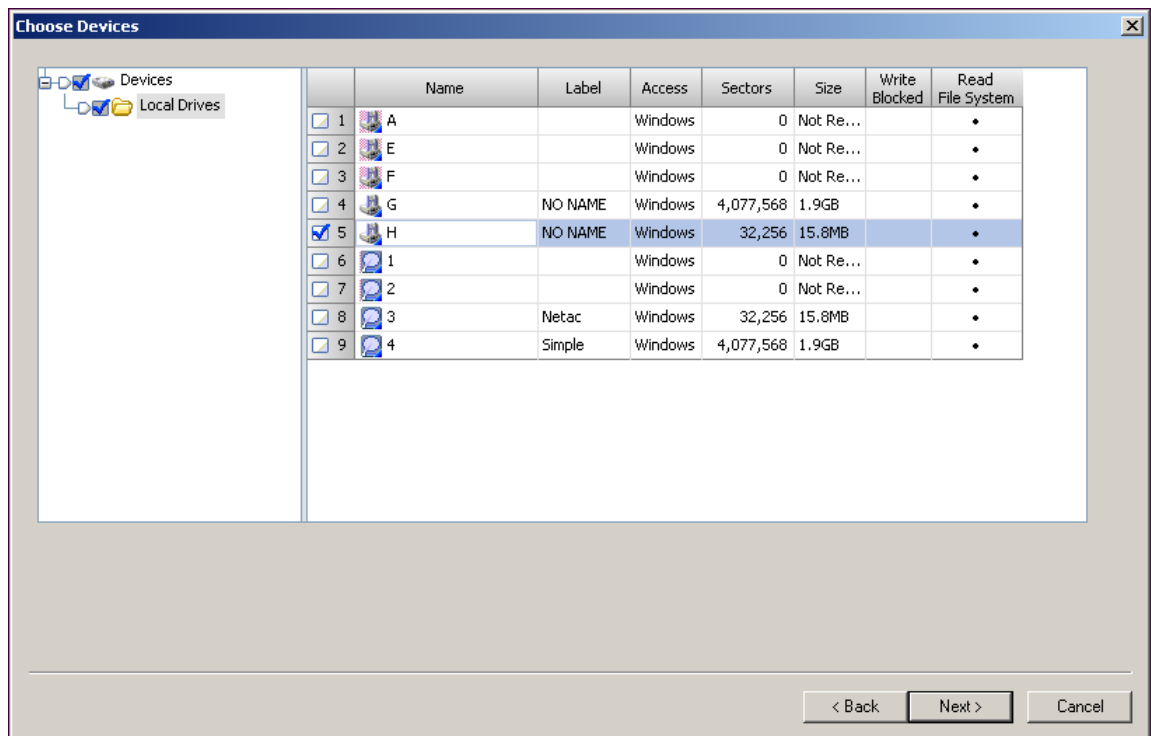 Choose Devices
Devices
Local Drives
Name Label Access Sectors Size Write Blocked Read File System
1 A Windows 0 Not Re... •
2 E Windows 0 Not Re... •
3 F Windows 0 Not Re... •
4 G NO NAME Windows 4,077,568 1.9GB •
5 H NO NAME Windows 32,256 15.8MB •
6 1 Windows 0 Not Re... •
7 2 Windows 0 Not Re... •
8 3 Netac Windows 32,256 15.8MB •
9 4 Simple Windows 4,077,568 1.9GB •
< Back Next > Cancel